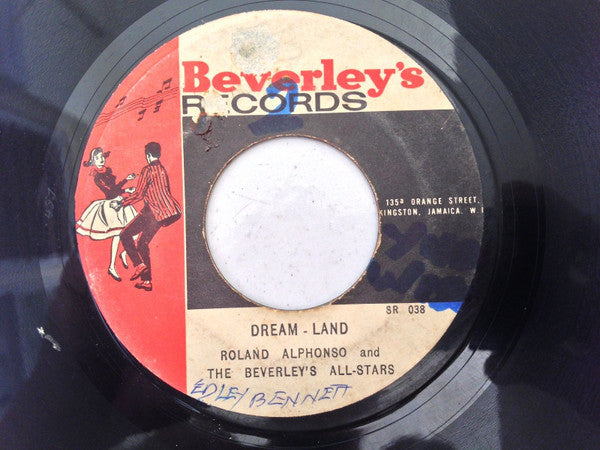 Beverley's
RECORDS
135ª ORANGE STREET,
KINGSTON, JAMAICA. W.I
SR 038
DREAM - LAND
ROLAND ALPHONSO and
THE BEVERLEY'S ALL-STARS
EDLEY BENNETT